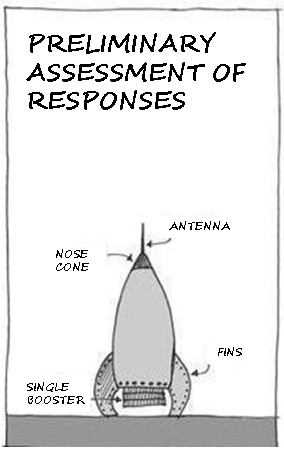 PRELIMINARY
ASSESSMENT OF
RESPONSES
ANTENNA
NOSE
CONE
FINS
SINGLE
BOOSTER